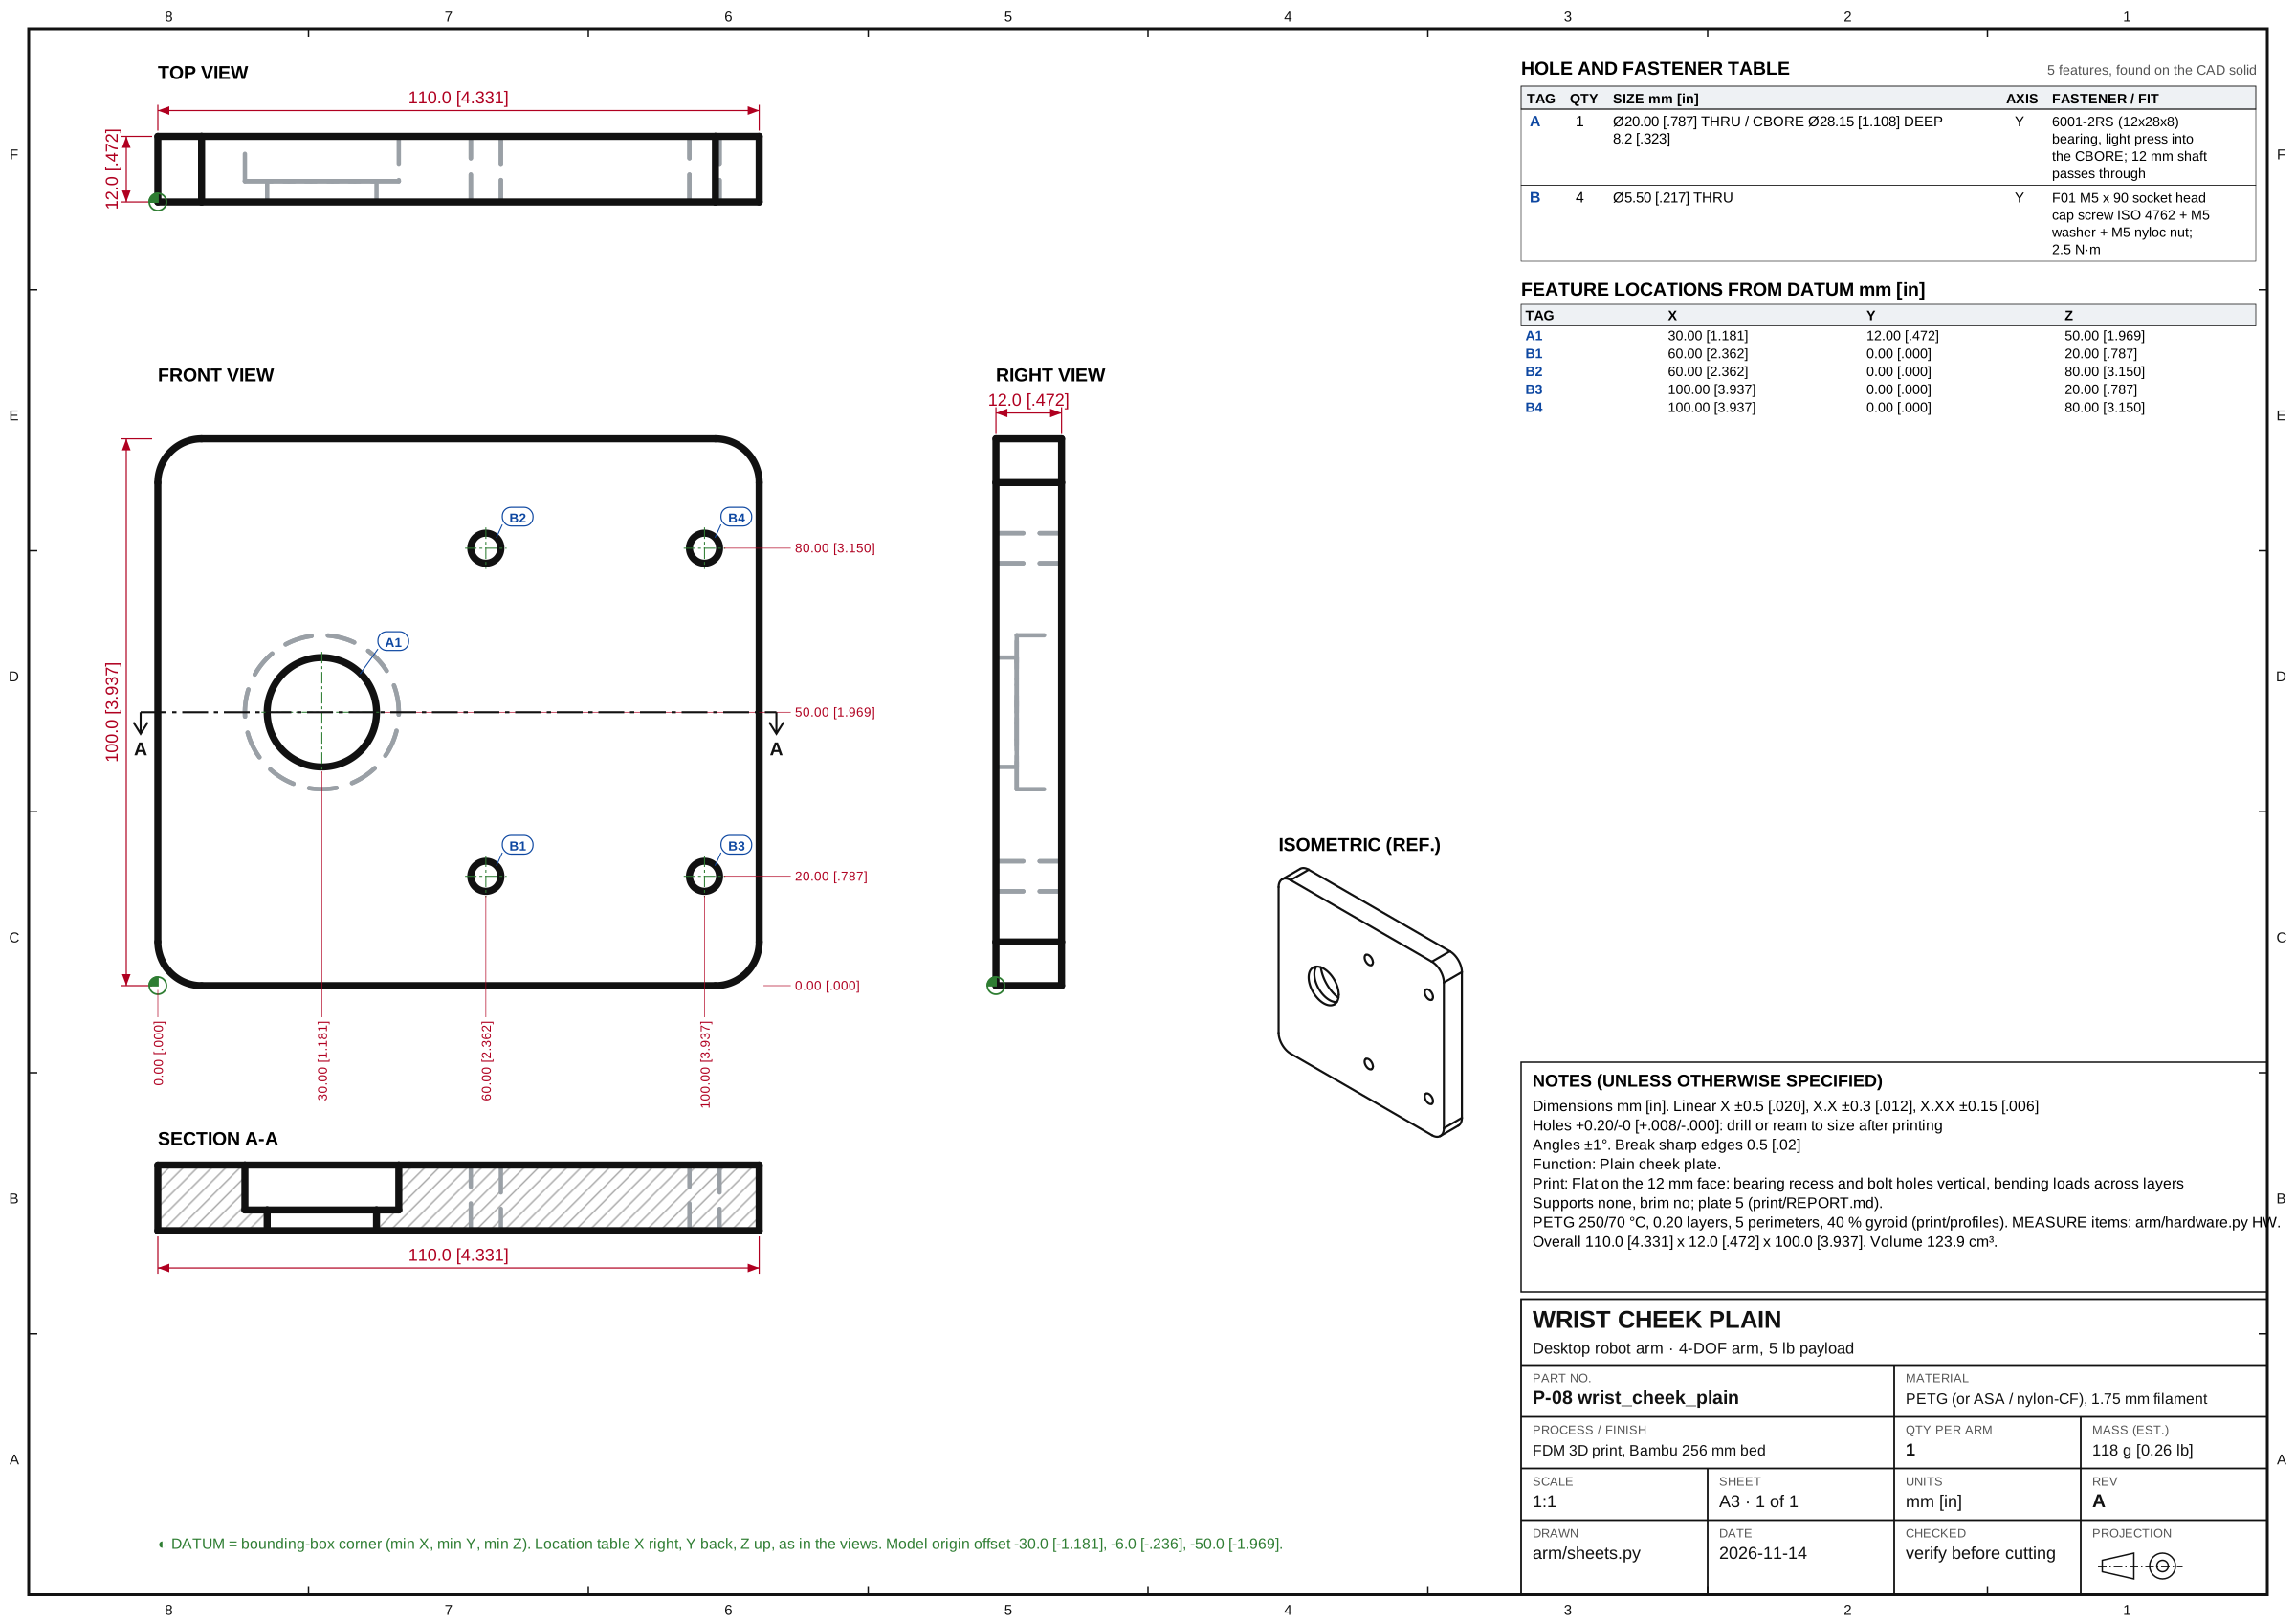 8 7 6 5 4 3 2 1
F
E
D
C
B
A
TOP VIEW
110.0 [4.331]
12.0 [.472]
FRONT VIEW
100.0 [3.937]
B2
B4
A1
B1
B3
A
A
80.00 [3.150]
50.00 [1.969]
20.00 [.787]
0.00 [.000]
0.00 [.000]
30.00 [1.181]
60.00 [2.362]
100.00 [3.937]
RIGHT VIEW
12.0 [.472]
SECTION A-A
110.0 [4.331]
ISOMETRIC (REF.)
◖ DATUM = bounding-box corner (min X, min Y, min Z). Location table X right, Y back, Z up, as in the views. Model origin offset -30.0 [-1.181], -6.0 [-.236], -50.0 [-1.969].
HOLE AND FASTENER TABLE
5 features, found on the CAD solid
TAG QTY SIZE mm [in] AXIS FASTENER / FIT
A 1 Ø20.00 [.787] THRU / CBORE Ø28.15 [1.108] DEEP Y 6001-2RS (12x28x8)
8.2 [.323] bearing, light press into
the CBORE; 12 mm shaft
passes through
B 4 Ø5.50 [.217] THRU Y F01 M5 x 90 socket head
cap screw ISO 4762 + M5
washer + M5 nyloc nut;
2.5 N·m
FEATURE LOCATIONS FROM DATUM mm [in]
TAG X Y Z
A1 30.00 [1.181] 12.00 [.472] 50.00 [1.969]
B1 60.00 [2.362] 0.00 [.000] 20.00 [.787]
B2 60.00 [2.362] 0.00 [.000] 80.00 [3.150]
B3 100.00 [3.937] 0.00 [.000] 20.00 [.787]
B4 100.00 [3.937] 0.00 [.000] 80.00 [3.150]
NOTES (UNLESS OTHERWISE SPECIFIED)
Dimensions mm [in]. Linear X ±0.5 [.020], X.X ±0.3 [.012], X.XX ±0.15 [.006]
Holes +0.20/-0 [+.008/-.000]: drill or ream to size after printing
Angles ±1°. Break sharp edges 0.5 [.02]
Function: Plain cheek plate.
Print: Flat on the 12 mm face: bearing recess and bolt holes vertical, bending loads across layers
Supports none, brim no; plate 5 (print/REPORT.md).
PETG 250/70 °C, 0.20 layers, 5 perimeters, 40 % gyroid (print/profiles). MEASURE items: arm/hardware.py HW.
Overall 110.0 [4.331] x 12.0 [.472] x 100.0 [3.937]. Volume 123.9 cm³.
WRIST CHEEK PLAIN
Desktop robot arm · 4-DOF arm, 5 lb payload
PART NO.
P-08 wrist_cheek_plain
MATERIAL
PETG (or ASA / nylon-CF), 1.75 mm filament
PROCESS / FINISH
FDM 3D print, Bambu 256 mm bed
QTY PER ARM
1
MASS (EST.)
118 g [0.26 lb]
SCALE
1:1
SHEET
A3 · 1 of 1
UNITS
mm [in]
REV
A
DRAWN
arm/sheets.py
DATE
2026-11-14
CHECKED
verify before cutting
PROJECTION
F
E
D
C
B
A
8 7 6 5 4 3 2 1